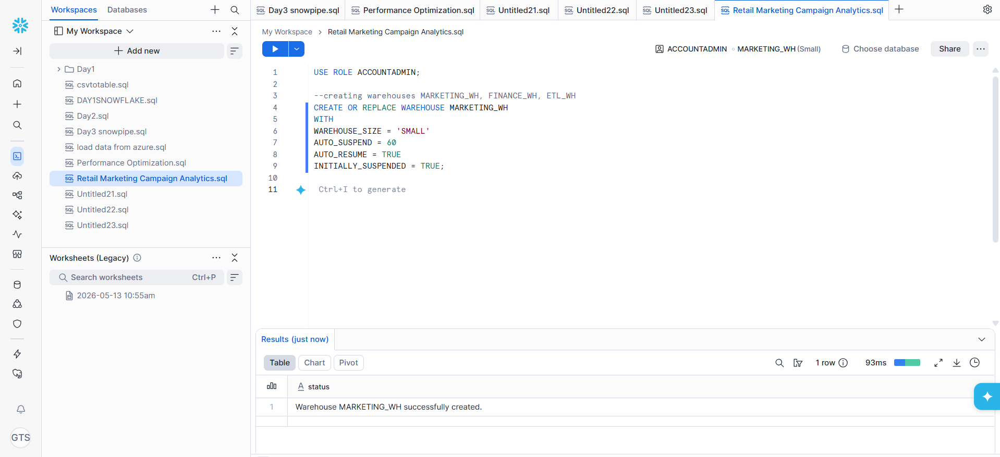 Workspaces Databases
My Workspace
Add new
Day1
csvtotable.sql
DAY1SNOWFLAKE.sql
Day2.sql
Day3 snowpipe.sql
load data from azure.sql
Performance Optimization.sql
Retail Marketing Campaign Analytics.sql
Untitled21.sql
Untitled22.sql
Untitled23.sql
Worksheets (Legacy)
Search worksheets Ctrl+P
2026-05-13 10:55am
GTS
Day3 snowpipe.sql Performance Optimization.sql Untitled21.sql Untitled22.sql Untitled23.sql Retail Marketing Campaign Analytics.sql
My Workspace > Retail Marketing Campaign Analytics.sql
ACCOUNTADMIN MARKETING_WH (Small) Choose database Share
1 USE ROLE ACCOUNTADMIN;
2
3 --creating warehouses MARKETING_WH, FINANCE_WH, ETL_WH
4 CREATE OR REPLACE WAREHOUSE MARKETING_WH
5 WITH
6 WAREHOUSE_SIZE = 'SMALL'
7 AUTO_SUSPEND = 60
8 AUTO_RESUME = TRUE
9 INITIALLY_SUSPENDED = TRUE;
10
11 Ctrl+I to generate
Results (just now)
Table Chart Pivot 1 row 93ms
A status
1 Warehouse MARKETING_WH successfully created.